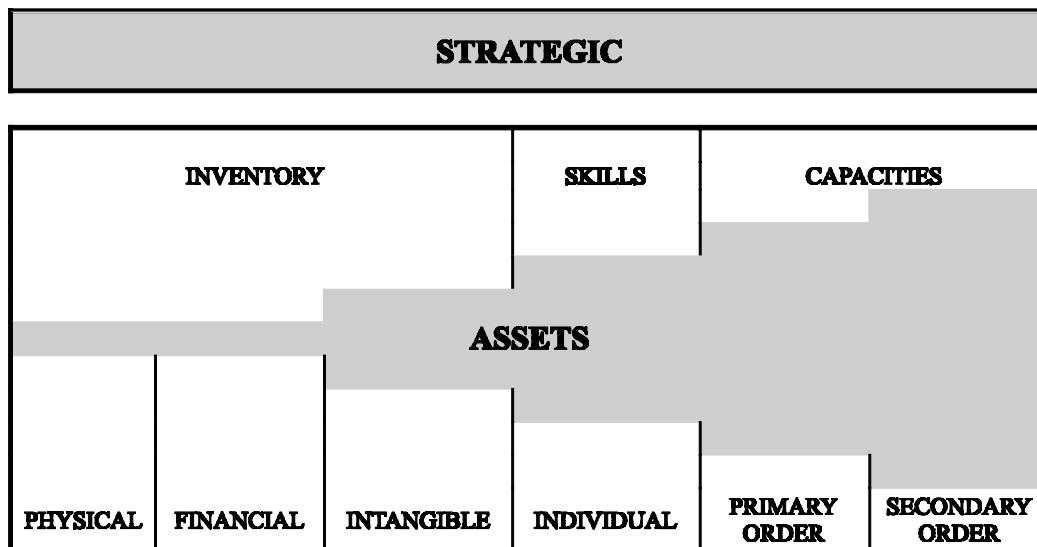 STRATEGIC
INVENTORY
SKILLS
CAPACITIES
ASSETS
PHYSICAL
FINANCIAL
INTANGIBLE
INDIVIDUAL
PRIMARY
ORDER
SECONDARY
ORDER